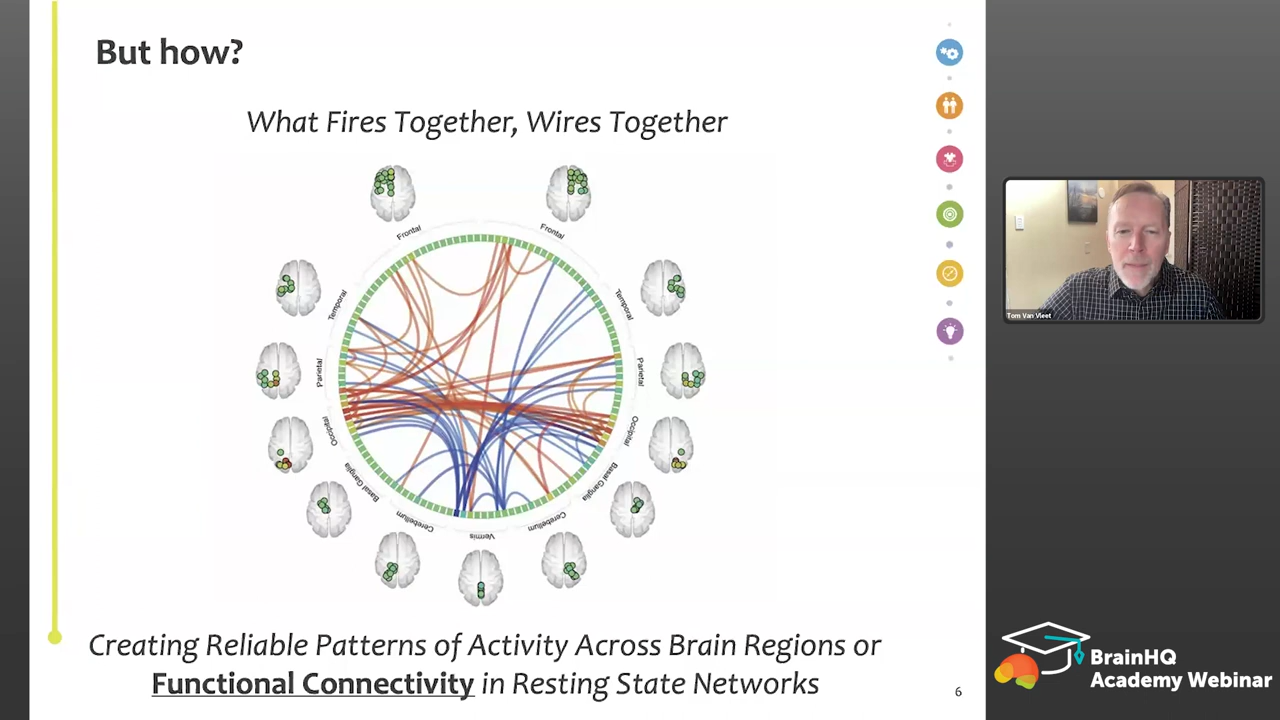 But how?
What Fires Together, Wires Together
Frontal
Frontal
Temporal
Temporal
Parietal
Parietal
Occipital
Occipital
Basal Ganglia
Basal Ganglia
Cerebellum
Cerebellum
Vermis
Creating Reliable Patterns of Activity Across Brain Regions or
Functional Connectivity in Resting State Networks
6
Tom Van Vleet
BrainHQ
Academy Webinar